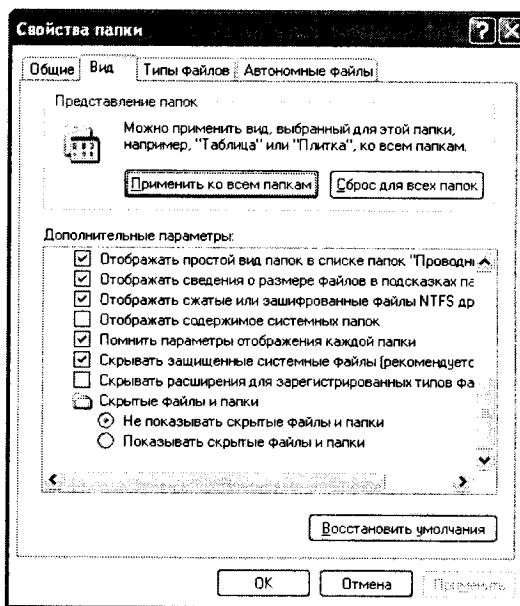 Свойства папки
Общие Вид Типы файлов Автономные файлы
Представление папок
Можно применить вид, выбранный для этой папки,
например, "Таблица" или "Плитка", ко всем папкам.
Применить ко всем папкам Сброс для всех папок
Дополнительные параметры:
Отображать простой вид папок в списке папок "Проводни
Отображать сведения о размере файлов в подсказках па
Отображать сжатые или зашифрованные файлы NTFS др
Отображать содержимое системных папок
Помнить параметры отображения каждой папки
Скрывать защищенные системные файлы (рекомендуетс
Скрывать расширения для зарегистрированных типов фа
Скрытые файлы и папки
Не показывать скрытые файлы и папки
Показывать скрытые файлы и папки
Восстановить умолчания
ОК Отмена Применить